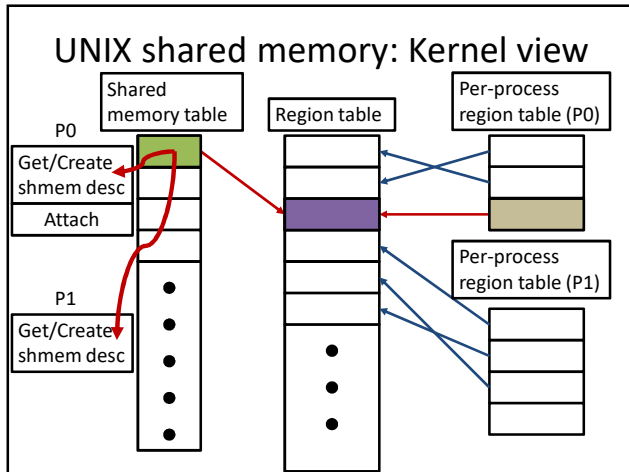 UNIX shared memory: Kernel view
Shared
memory table
Region table
Per-process
region table (P0)
P0
Get/Create
shmem desc
Attach
P1
Get/Create
shmem desc
Per-process
region table (P1)